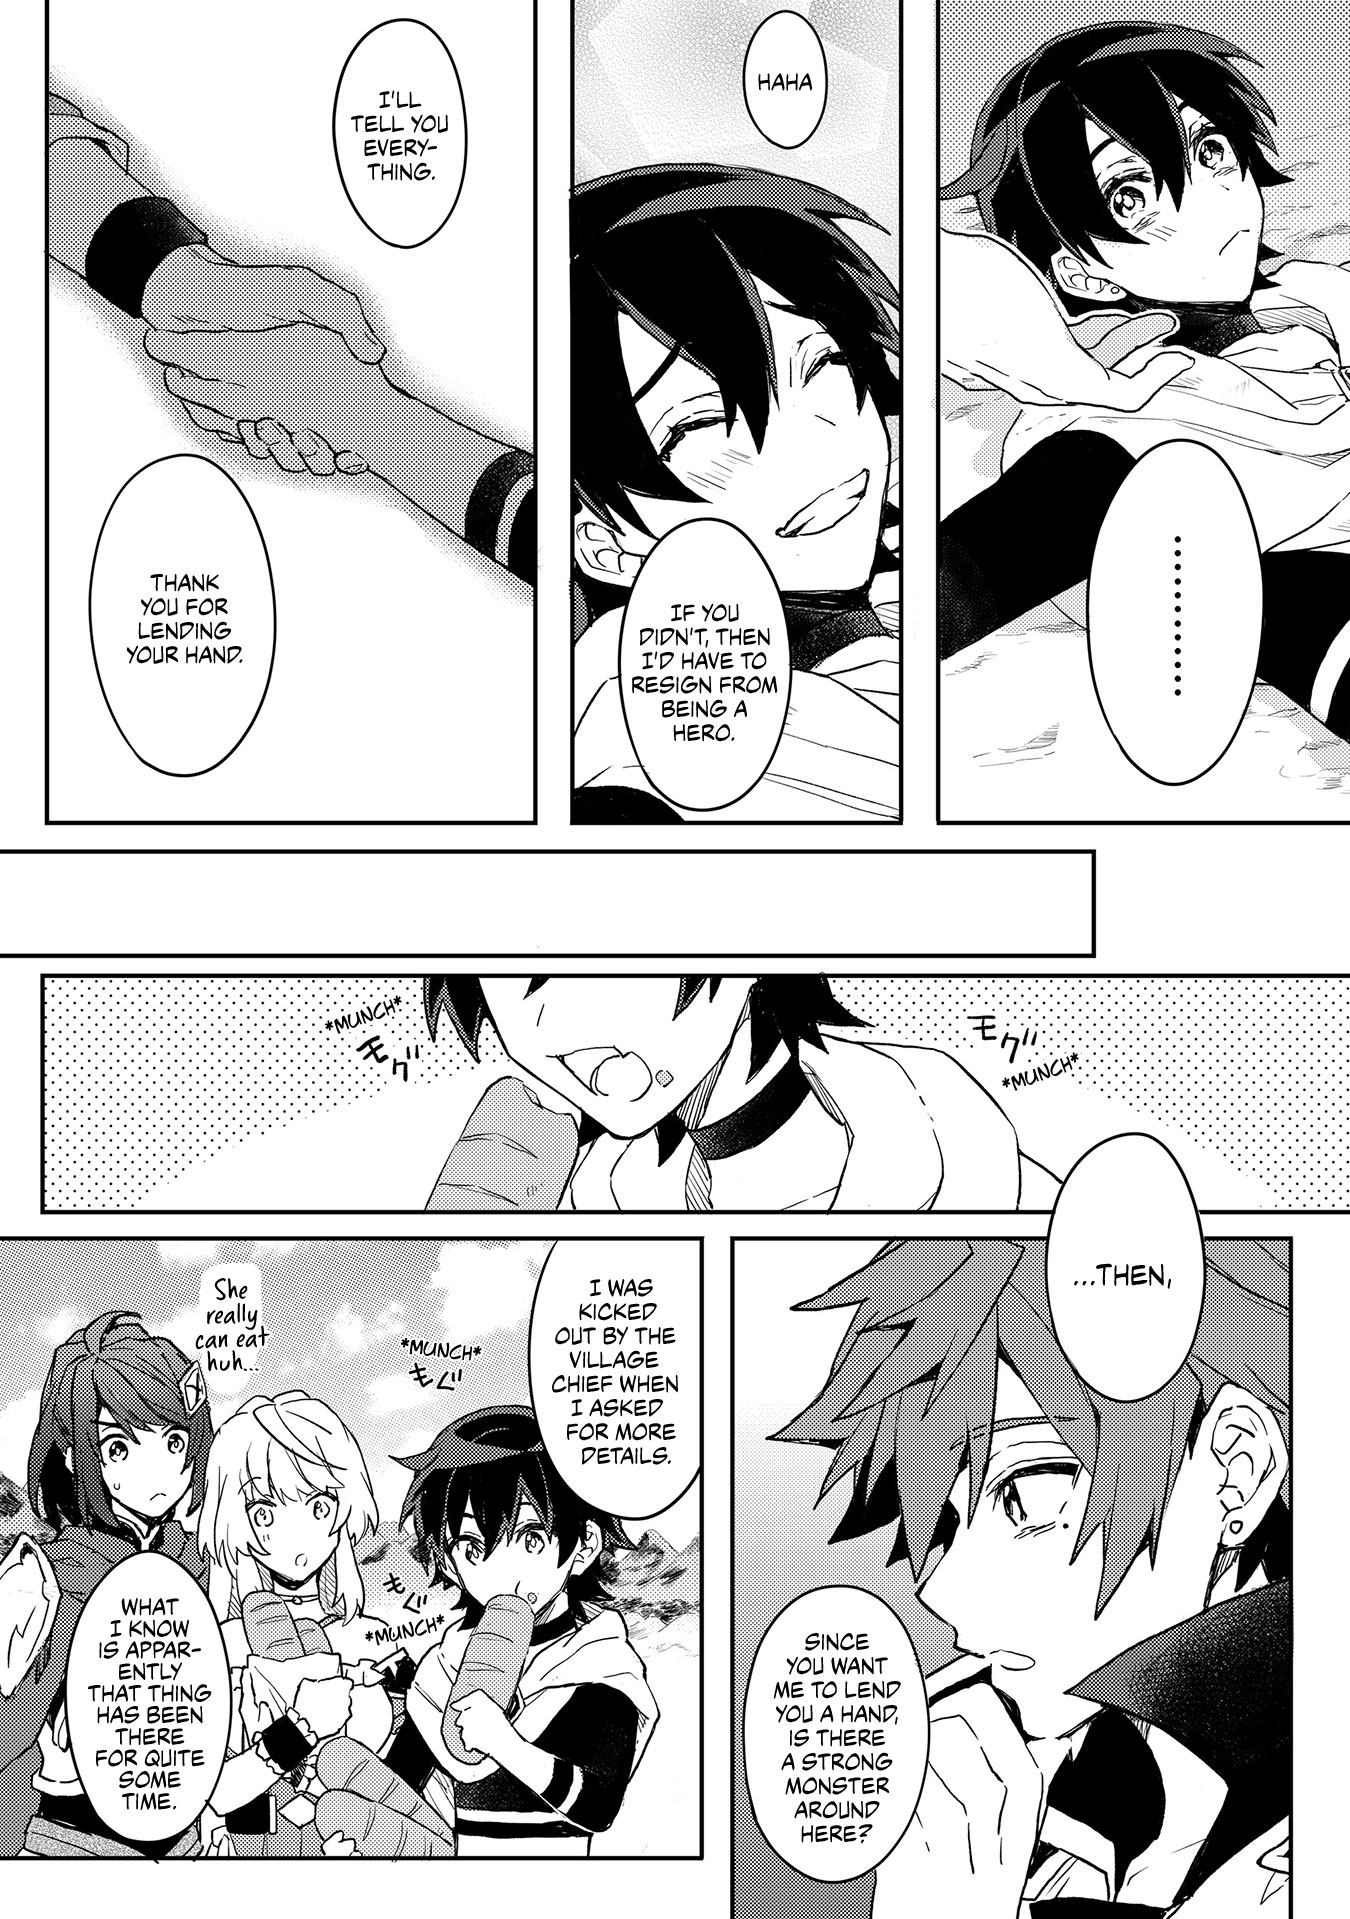 ..........
HAHA
IF YOU
DIDN'T, THEN
I'D HAVE TO
RESIGN FROM
BEING A
HERO.
I'LL
TELL YOU
EVERY-
THING.
THANK
YOU FOR
LENDING
YOUR HAND.
モグ
*MUNCH*
*MUNCH*
モグ
...THEN,
SINCE
YOU WANT
ME TO LEND
YOU A HAND,
IS THERE
A STRONG
MONSTER
AROUND
HERE?
I WAS
KICKED
OUT BY THE
VILLAGE
CHIEF WHEN
I ASKED
FOR MORE
DETAILS.
*MUNCH*
もぐ
She
really
can eat
huh...
もぐ
*MUNCH*
WHAT
I KNOW
IS APPAR-
ENTLY
THAT THING
HAS BEEN
THERE
FOR QUITE
SOME
TIME.